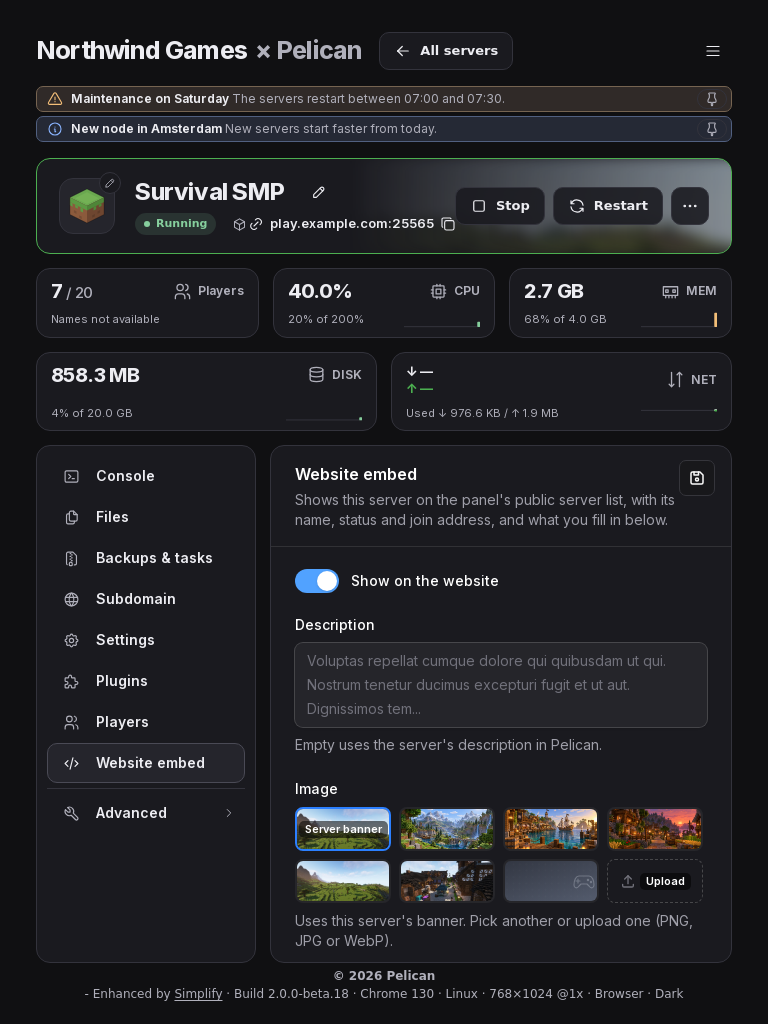 Northwind Games × Pelican
All servers
Maintenance on Saturday The servers restart between 07:00 and 07:30.
New node in Amsterdam New servers start faster from today.
Survival SMP
Running
play.example.com:25565
Stop
Restart
7 / 20
Players
Names not available
40.0%
CPU
20% of 200%
2.7 GB
MEM
68% of 4.0 GB
858.3 MB
DISK
4% of 20.0 GB
↓ —
↑ —
NET
Used ↓ 976.6 KB / ↑ 1.9 MB
Console
Files
Backups & tasks
Subdomain
Settings
Plugins
Players
Website embed
Advanced
Website embed
Shows this server on the panel's public server list, with its
name, status and join address, and what you fill in below.
Show on the website
Description
Voluptas repellat cumque dolore qui quibusdam ut qui.
Nostrum tenetur ducimus excepturi fugit et ut aut.
Dignissimos tem...
Empty uses the server's description in Pelican.
Image
Server banner
Upload
Uses this server's banner. Pick another or upload one (PNG,
JPG or WebP).
© 2026 Pelican
- Enhanced by Simplify · Build 2.0.0-beta.18 · Chrome 130 · Linux · 768×1024 @1x · Browser · Dark